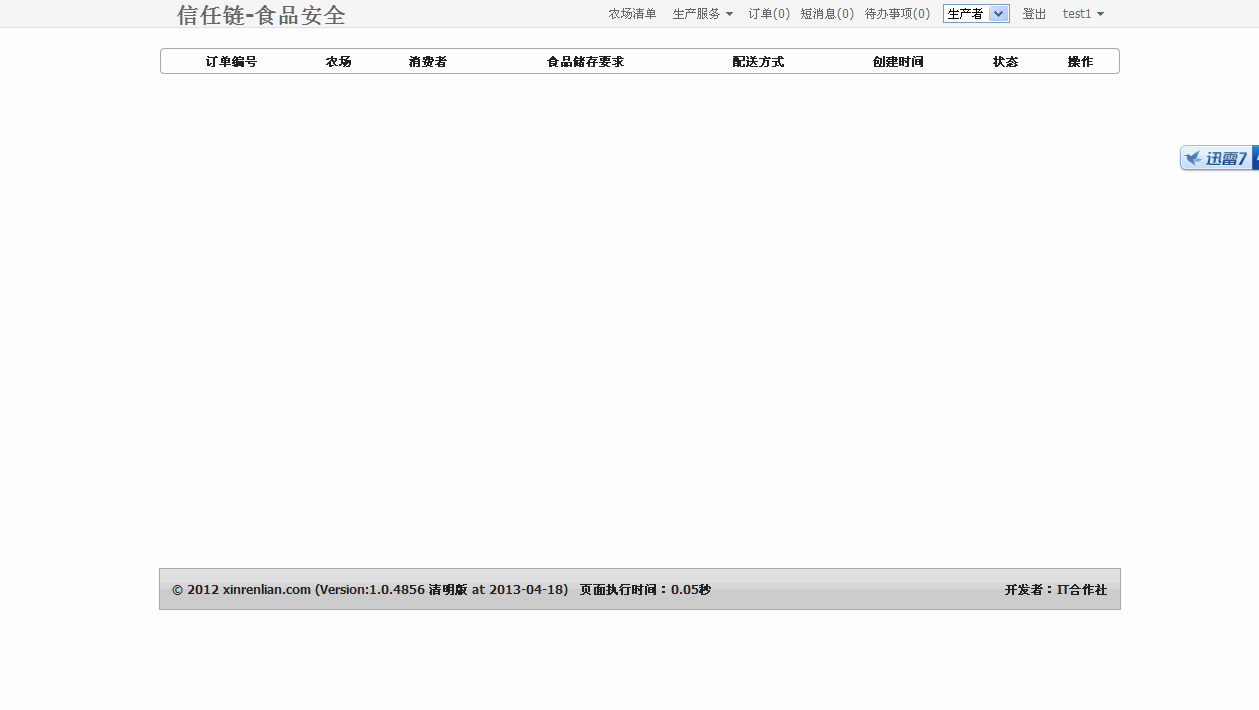 信任链-食品安全 农场清单 生产服务 订单(0) 短消息(0) 待办事项(0) 生产者 登出 test1
订单编号 农场 消费者 食品储存要求 配送方式 创建时间 状态 操作
迅雷7
© 2012 xinrenlian.com (Version:1.0.4856 清明版 at 2013-04-18) 页面执行时间：0.05秒 开发者：IT合作社